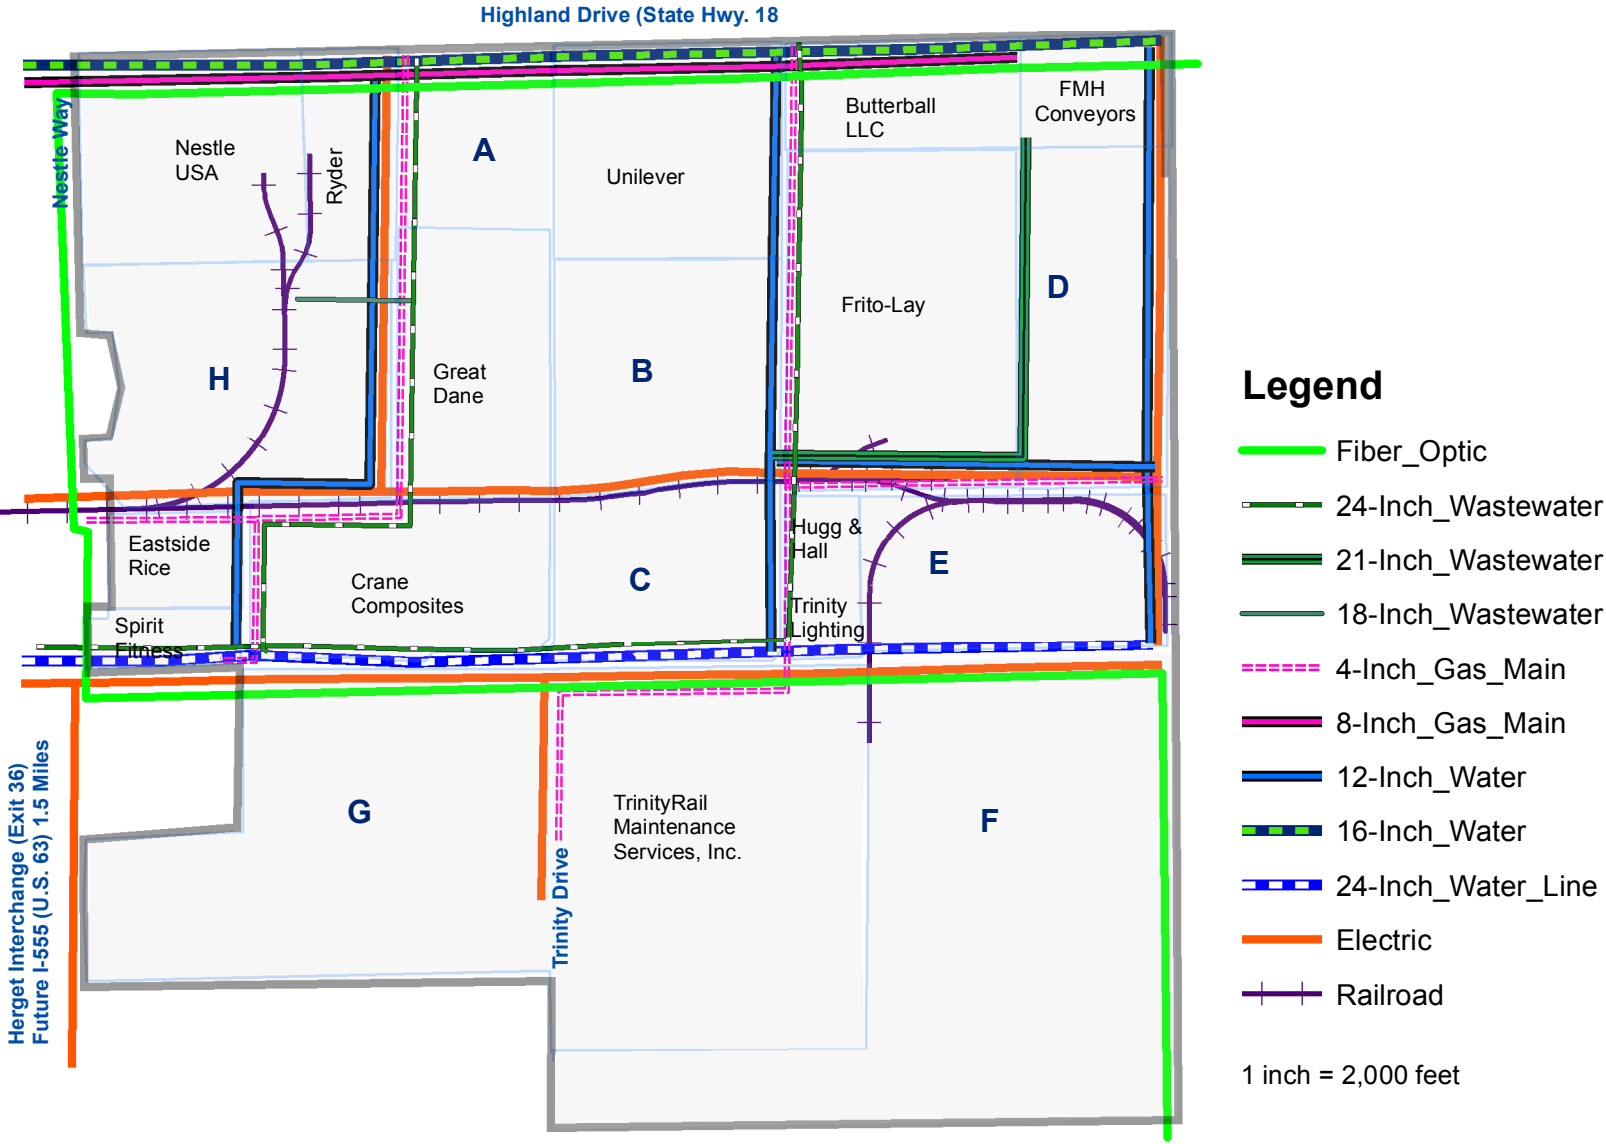 Highland Drive (State Hwy. 18
Nestle Way
Nestle
USA
Ryder
A
Unilever
Butterball
LLC
FMH
Conveyors
H
Great
Dane
B
Frito-Lay
D
Eastside
Rice
Spirit
Fitness
Crane
Composites
C
Hugg &
Hall
Trinity
Lighting
E
Herget Interchange (Exit 36)
Future I-555 (U.S. 63) 1.5 Miles
G
Trinity Drive
TrinityRail
Maintenance
Services, Inc.
F
Legend
Fiber_Optic
24-Inch_Wastewater
21-Inch_Wastewater
18-Inch_Wastewater
4-Inch_Gas_Main
8-Inch_Gas_Main
12-Inch_Water
16-Inch_Water
24-Inch_Water_Line
Electric
Railroad
1 inch = 2,000 feet